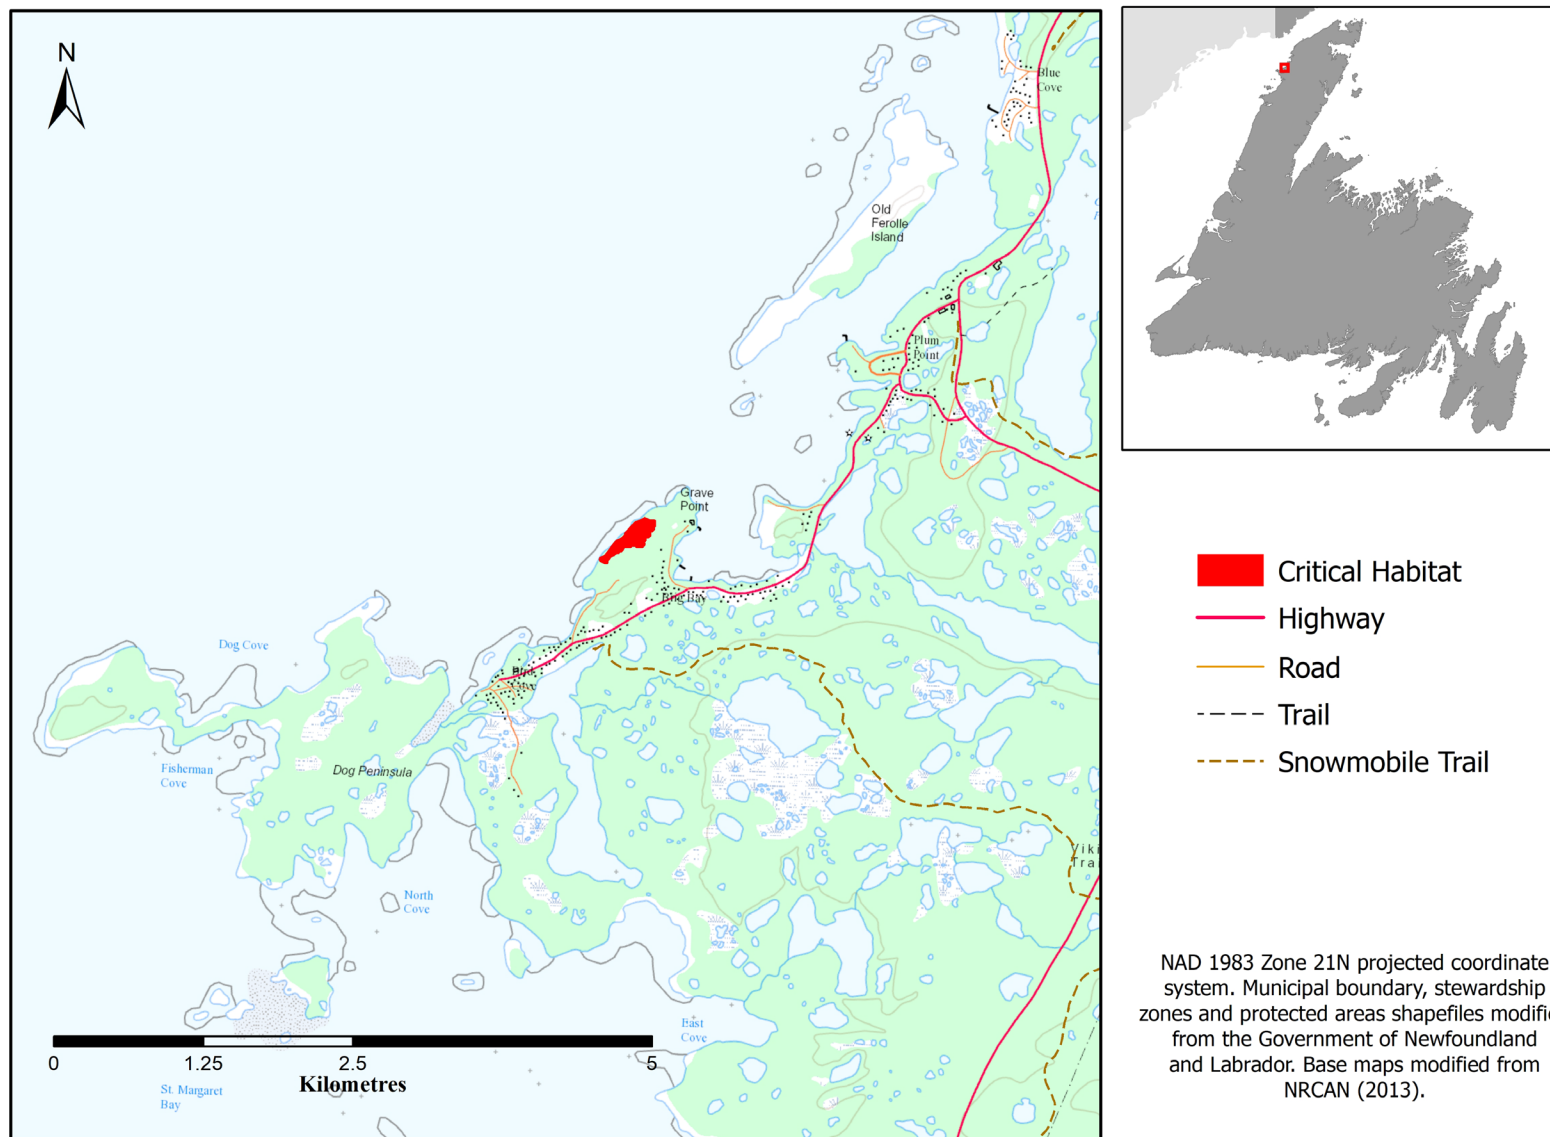 N
Blue
Cove
Old
Ferolle
Island
Plum
Point
Grave
Point
Bay
Dog Cove
Fisherman
Cove
Dog Peninsula
North
Cove
East
Cove
St. Margaret
Bay
0 1.25 2.5 5
Kilometres
Critical Habitat
Highway
Road
Trail
Snowmobile Trail
NAD 1983 Zone 21N projected coordinate
system. Municipal boundary, stewardship
zones and protected areas shapefiles modifie
from the Government of Newfoundland
and Labrador. Base maps modified from
NRCAN (2013).